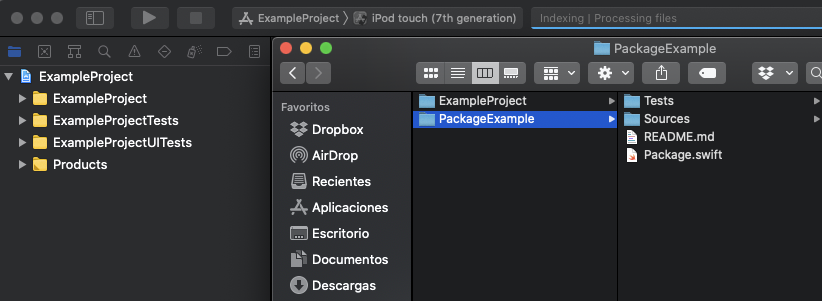 ExampleProject
iPod touch (7th generation)
Indexing | Processing files
PackageExample
ExampleProject
ExampleProject
ExampleProjectTests
ExampleProjectUITests
Products
Favoritos
Dropbox
AirDrop
Recientes
Aplicaciones
Escritorio
Documentos
Descargas
ExampleProject
PackageExample
Tests
Sources
README.md
Package.swift